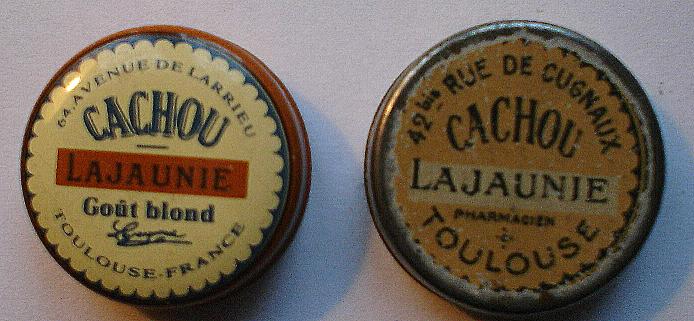 64, AVENUE DE LARRIEU
CACHOU
LAJAUNIE
Goût blond
TOULOUSE-FRANCE
42 bis RUE DE CUGNAUX
CACHOU
LAJAUNIE
PHARMACIEN
à
TOULOUSE